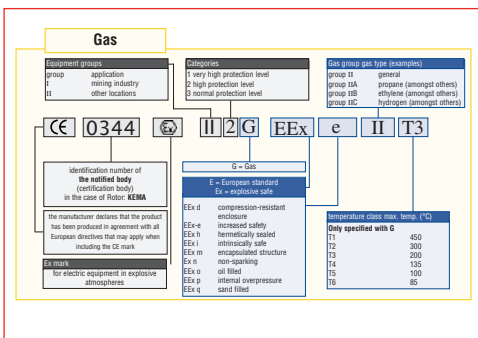 Gas
Equipment groups
group application
I mining industry
II other locations
Categories
1 very high protection level
2 high protection level
3 normal protection level
Gas group gas type (examples)
group II general
group IIA propane (amongst others)
group IIB ethylene (amongst others)
group IIC hydrogen (amongst others)
CE 0344 Ex II 2 G EEx e II T3
identification number of
the notified body
(certification body)
in the case of Rotor: KEMA
the manufacturer declares that the product
has been produced in agreement with all
European directives that may apply when
including the CE mark
Ex mark
for electric equipment in explosive
atmospheres
G = Gas
E = European standard
Ex = explosive safe
EEx d compression-resistant
enclosure
EEx-e increased safety
EEx h hermetically sealed
EEx i intrinsically safe
EEx m encapsulated structure
Ex n non-sparking
EEx o oil filled
EEx p internal overpressure
EEx q sand filled
temperature class max. temp. (°C)
Only specified with G
T1 450
T2 300
T3 200
T4 135
T5 100
T6 85